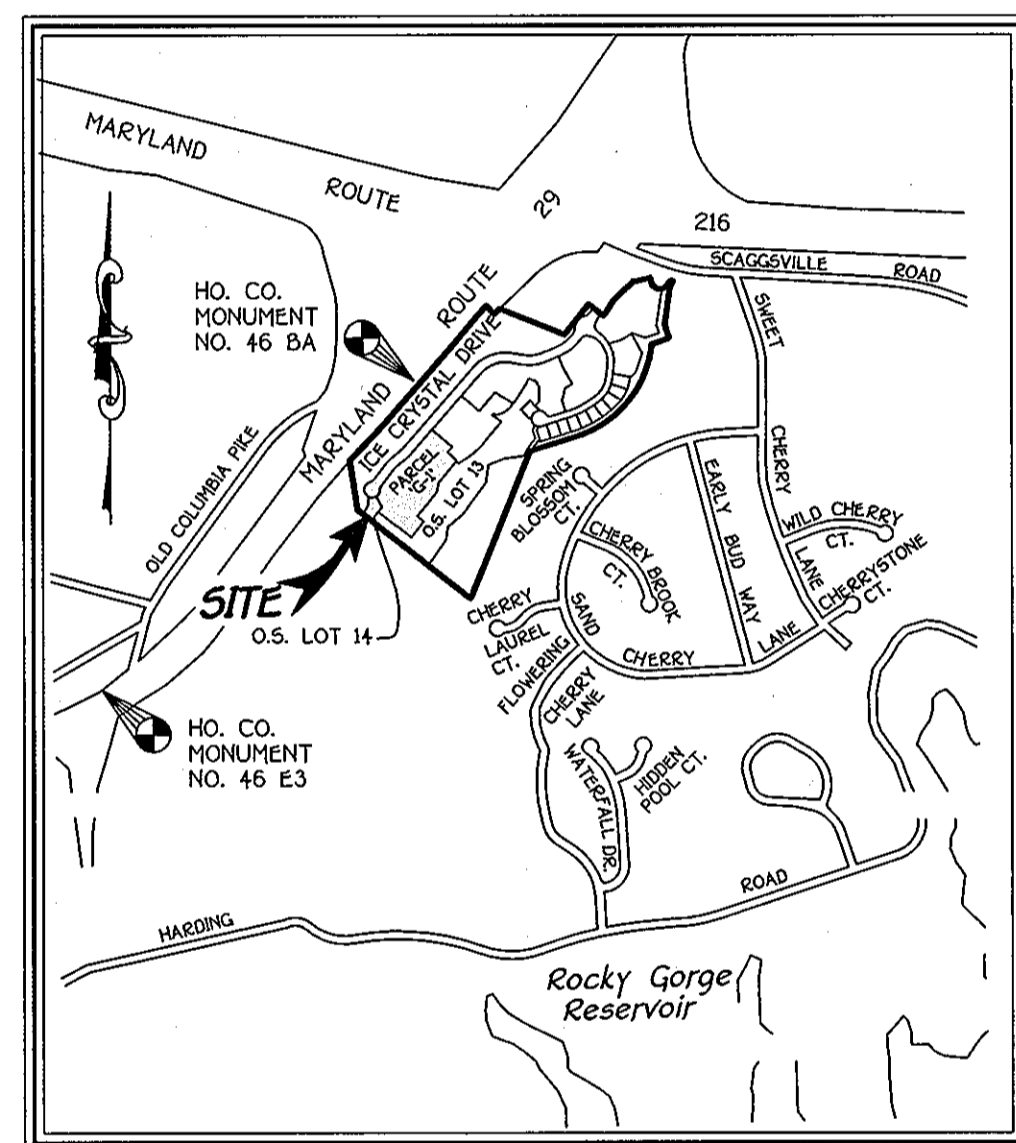 MARYLAND
ROUTE
29
216
SCAGGSVILLE ROAD
HO. CO.
MONUMENT
NO. 46 BA
MARYLAND ROUTE
ICE CRYSTAL DRIVE
SWEET CHERRY LANE
OLD COLUMBIA PIKE
PARCEL
'G-1'
O.S. LOT 13
SPRING
BLOSSOM
CT.
EARLY BUD WAY
WILD CHERRY
CT.
CHERRYSTONE
CT.
CHERRY BROOK
CT.
SITE
O.S. LOT 14
CHERRY
LAUREL
CT.
SAND CHERRY LANE
FLOWERING
CHERRY
LANE
HO. CO.
MONUMENT
NO. 46 E3
WATERFALL DR.
HIDDEN
POOL CT.
HARDING ROAD
Rocky Gorge
Reservoir